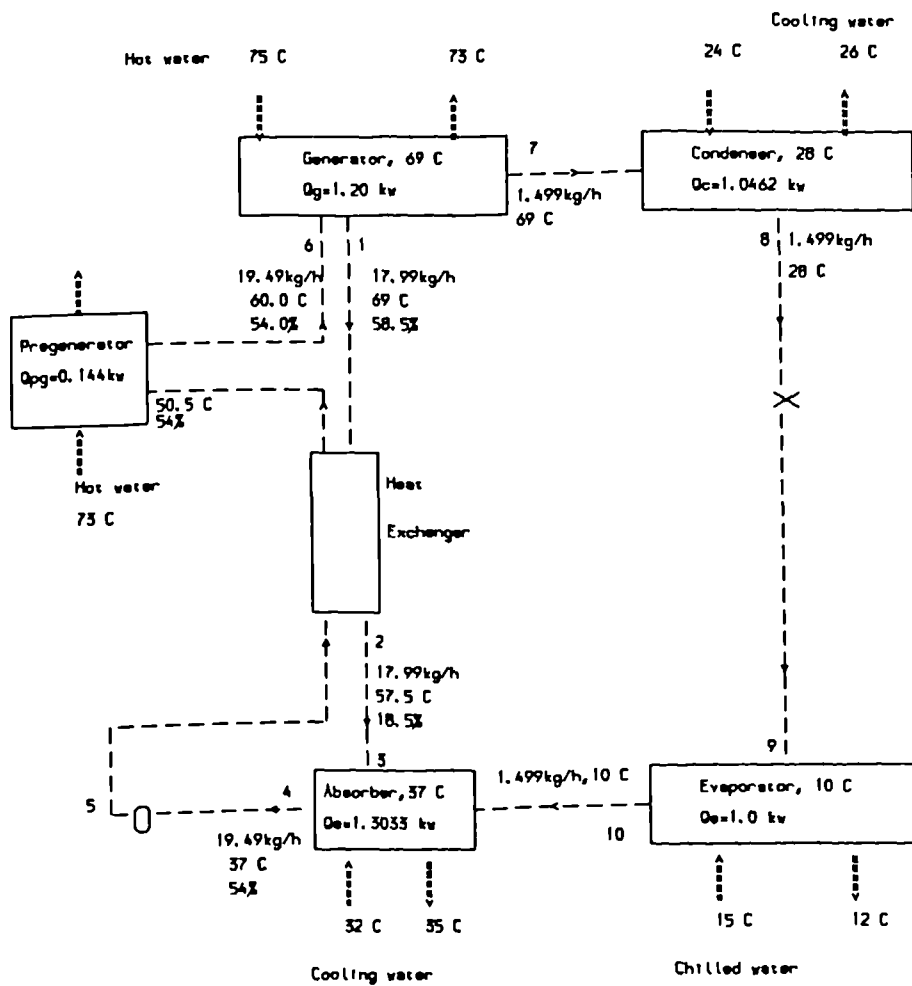 Cooling water
Hot water 75 C 73 C 24 C 26 C
Generator, 69 C
Qg=1.20 kw
7
1.499kg/h
69 C
Condenser, 28 C
Qc=1.0462 kw
6 1
19.49kg/h
60.0 C
54.0%
17.99kg/h
69 C
58.5%
8 1.499kg/h
28 C
Pregenerator
Qpg=0.144kw
50.5 C
54%
Hot water
73 C
Heat
Exchanger
2
17.99kg/h
57.5 C
18.5%
3
9
5 4
Absorber,37 C
Qa=1.3033 kw
1.499kg/h,10 C
10
Evaporator, 10 C
Qe=1.0 kw
19.49kg/h
37 C
54%
32 C 35 C
15 C 12 C
Cooling water
Chilled water